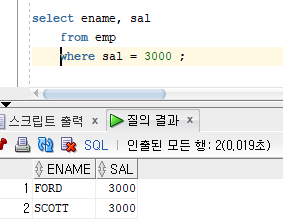 select ename, sal
from emp
where sal = 3000 ;
스크립트 출력 x 질의 결과 x
SQL | 인출된 모든 행: 2(0,019초)
ENAME SAL
1 FORD 3000
2 SCOTT 3000